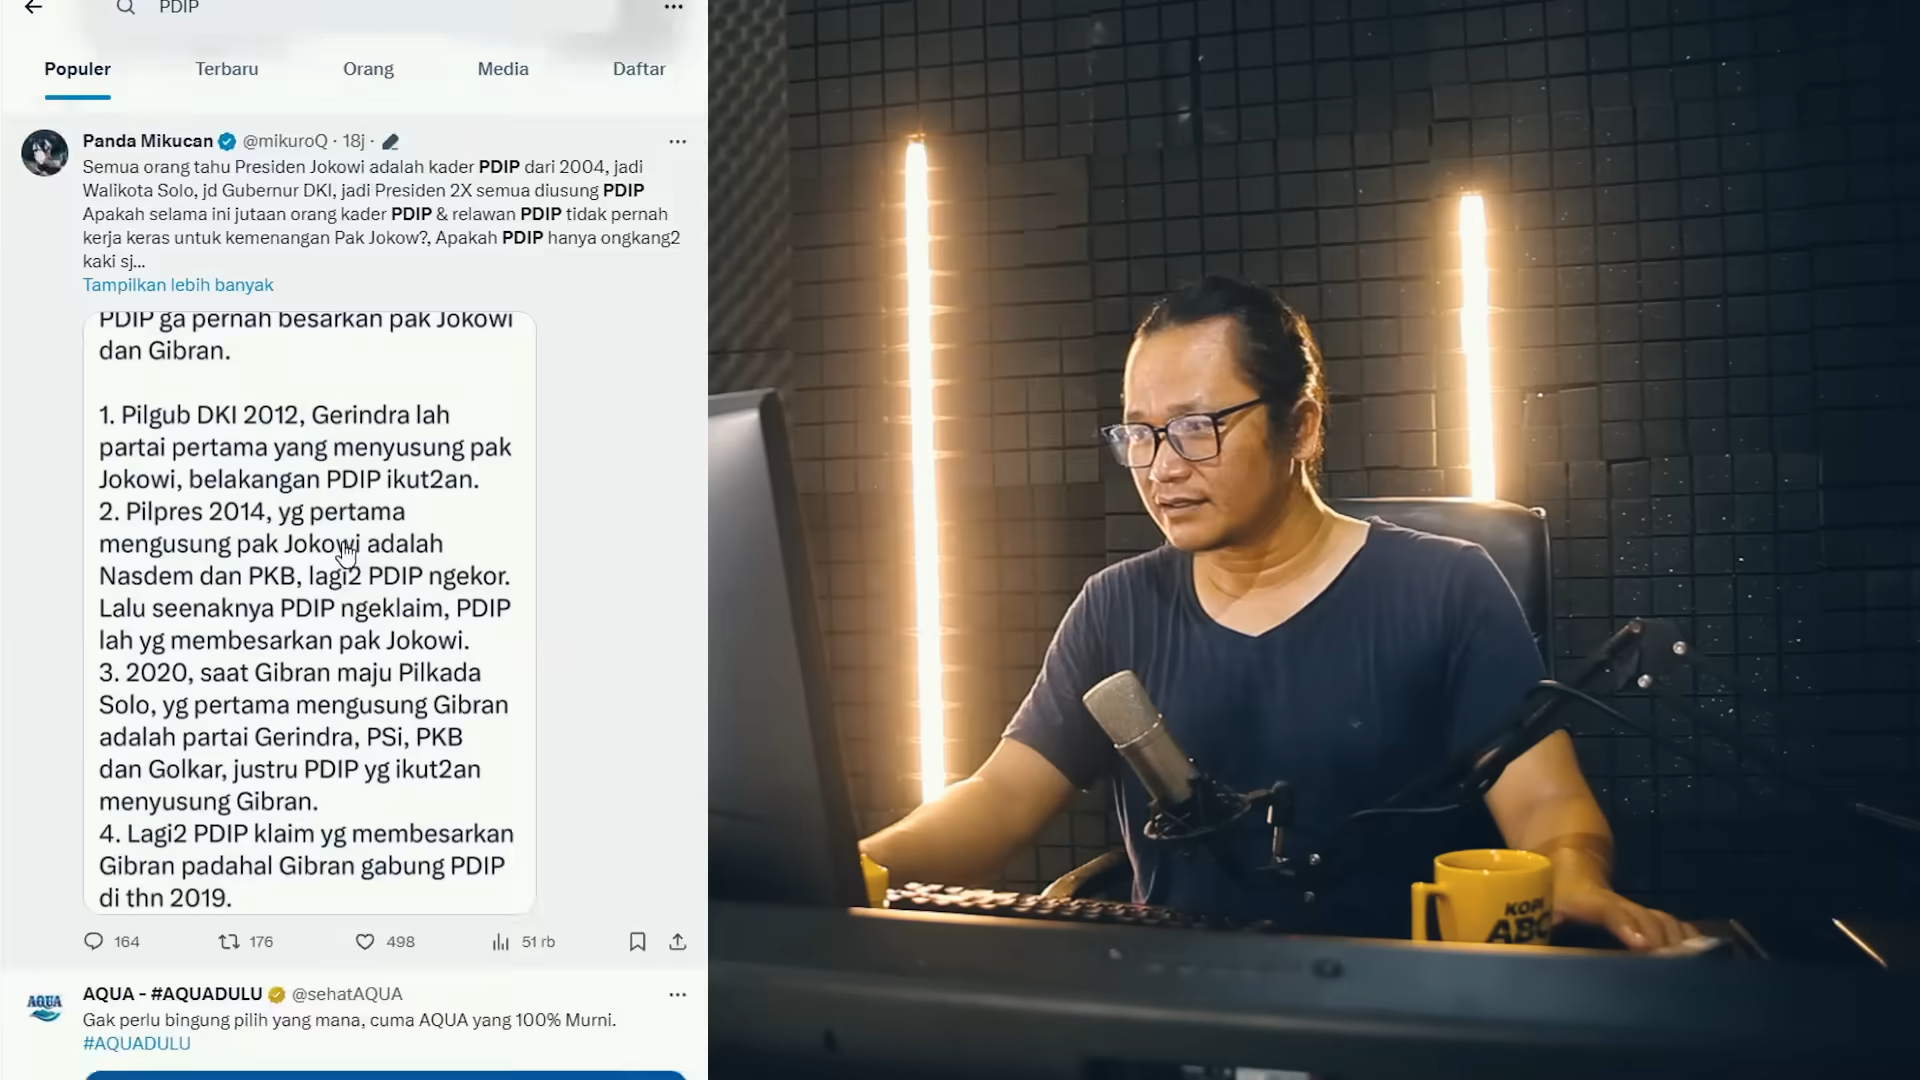 PDIP
Populer
Terbaru
Orang
Media
Daftar
Panda Mikucan @mikuroQ · 18j ·
Semua orang tahu Presiden Jokowi adalah kader PDIP dari 2004, jadi
Walikota Solo, jd Gubernur DKI, jadi Presiden 2X semua diusung PDIP
Apakah selama ini jutaan orang kader PDIP & relawan PDIP tidak pernah
kerja keras untuk kemenangan Pak Jokow?, Apakah PDIP hanya ongkang2
kaki sj...
Tampilkan lebih banyak
PDIP ga pernah besarkan pak Jokowi
dan Gibran.
1. Pilgub DKI 2012, Gerindra lah
partai pertama yang menyusung pak
Jokowi, belakangan PDIP ikut2an.
2. Pilpres 2014, yg pertama
mengusung pak Jokowi adalah
Nasdem dan PKB, lagi2 PDIP ngekor.
Lalu seenaknya PDIP ngeklaim, PDIP
lah yg membesarkan pak Jokowi.
3. 2020, saat Gibran maju Pilkada
Solo, yg pertama mengusung Gibran
adalah partai Gerindra, PSi, PKB
dan Golkar, justru PDIP yg ikut2an
menyusung Gibran.
4. Lagi2 PDIP klaim yg membesarkan
Gibran padahal Gibran gabung PDIP
di thn 2019.
164
176
498
51 rb
AQUA
AQUA - #AQUADULU @sehatAQUA
Gak perlu bingung pilih yang mana, cuma AQUA yang 100% Murni.
#AQUADULU
KOPI
ABC